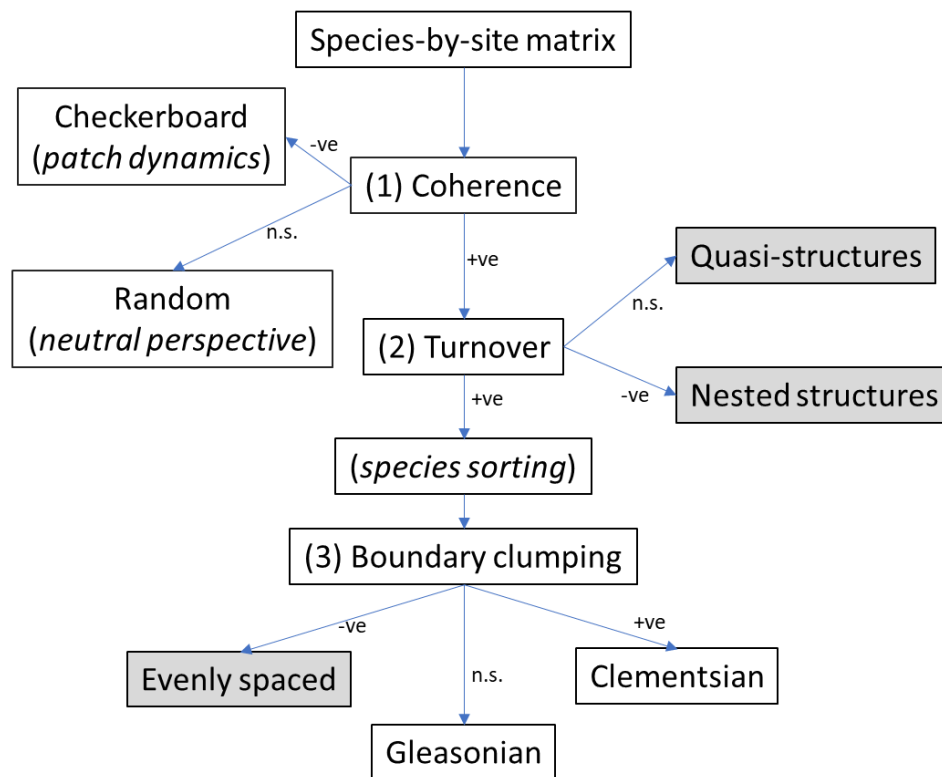 Species-by-site matrix
Checkerboard
(patch dynamics)
-ve
(1) Coherence
n.s.
+ve
Quasi-structures
Random
(neutral perspective)
n.s.
(2) Turnover
-ve
Nested structures
+ve
(species sorting)
(3) Boundary clumping
-ve
+ve
Evenly spaced
n.s.
Clementsian
Gleasonian